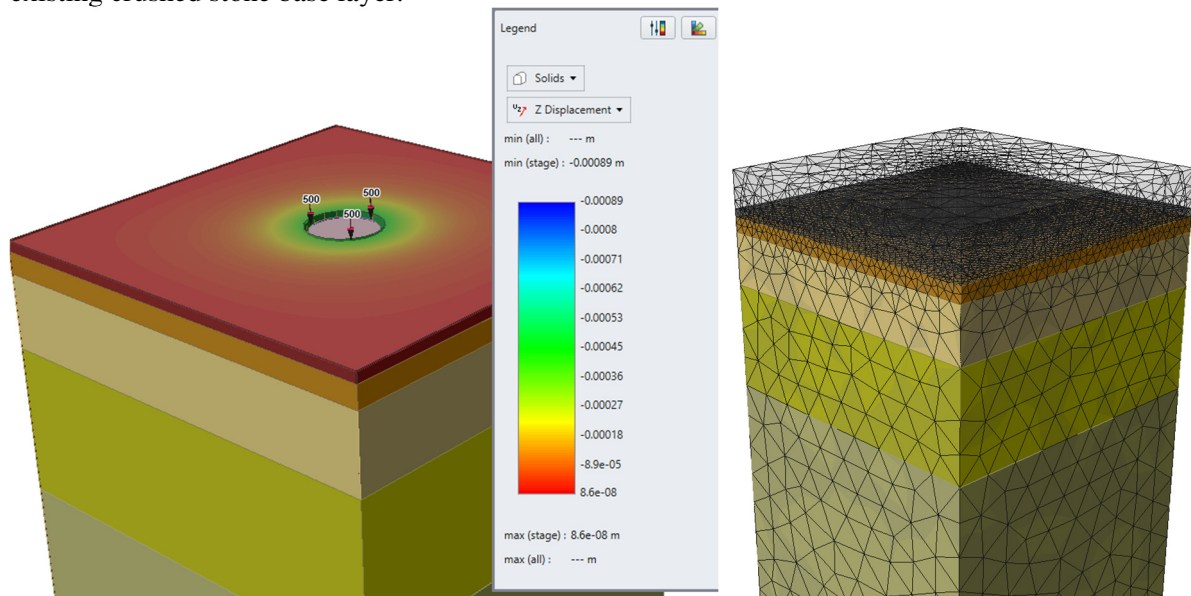 existing crushed stone base layer.
Legend
Solids
Uz Z Displacement
min (all) : --- m
min (stage) : -0.00089 m
-0.00089
-0.0008
-0.00071
-0.00062
-0.00053
-0.00045
-0.00036
-0.00027
-0.00018
-8.9e-05
8.6e-08
max (stage) : 8.6e-08 m
max (all) : --- m
500
500
500